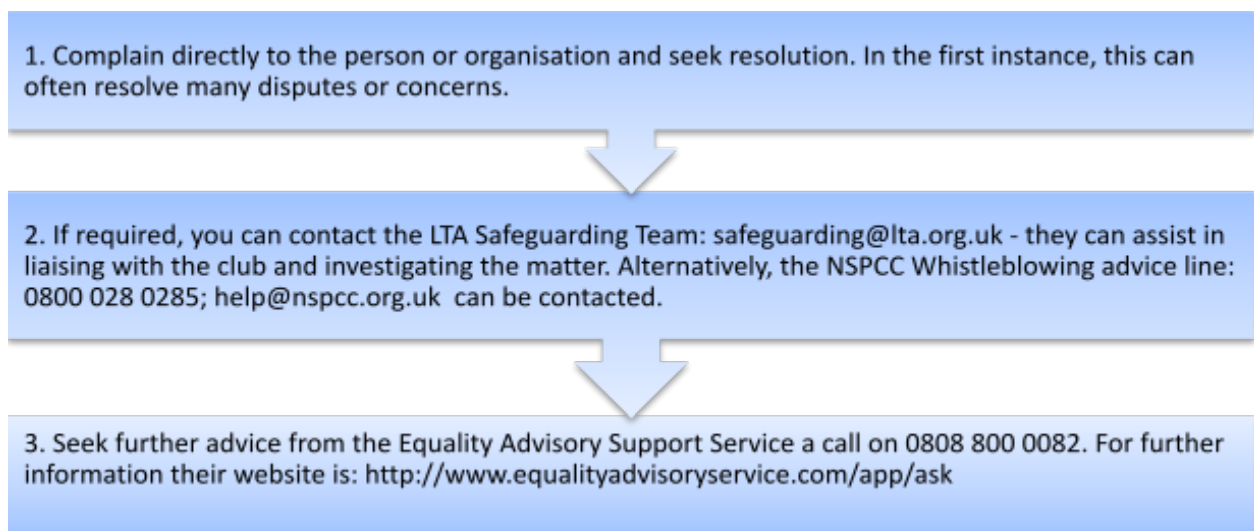 1. Complain directly to the person or organisation and seek resolution. In the first instance, this can
often resolve many disputes or concerns.
2. If required, you can contact the LTA Safeguarding Team: safeguarding@lta.org.uk - they can assist in
liaising with the club and investigating the matter. Alternatively, the NSPCC Whistleblowing advice line:
0800 028 0285; help@nspcc.org.uk  can be contacted.
3. Seek further advice from the Equality Advisory Support Service a call on 0808 800 0082. For further
information their website is: http://www.equalityadvisoryservice.com/app/ask